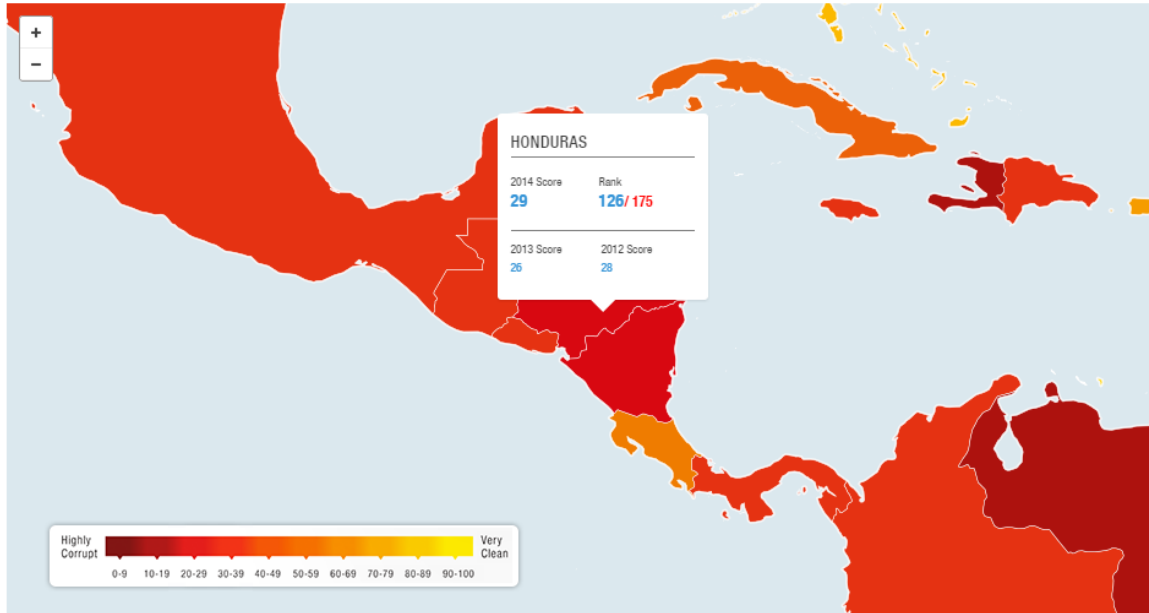 +
−
HONDURAS
2014 Score Rank
29 126/ 175
2013 Score 2012 Score
26 28
Highly Corrupt
Very Clean
0-9 10-19 20-29 30-39 40-49 50-59 60-69 70-79 80-89 90-100